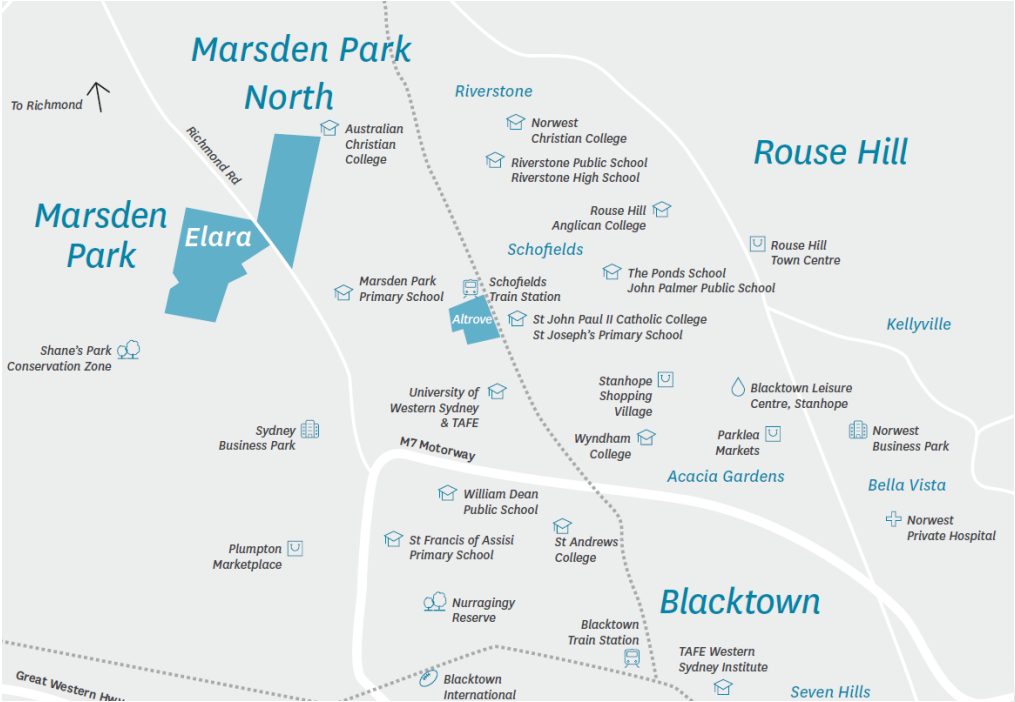 Marsden Park
North
Riverstone
To Richmond
Australian
Christian
College
Norwest
Christian College
Richmond Rd
Riverstone Public School
Riverstone High School
Rouse Hill
Marsden
Park
Elara
Rouse Hill
Anglican College
Schofields
Rouse Hill
Town Centre
Marsden Park
Primary School
Schofields
Train Station
The Ponds School
John Palmer Public School
Altrove
St John Paul II Catholic College
St Joseph's Primary School
Kellyville
Shane's Park
Conservation Zone
University of
Western Sydney
& TAFE
Stanhope
Shopping
Village
Blacktown Leisure
Centre, Stanhope
Sydney
Business Park
M7 Motorway
Wyndham
College
Parklea
Markets
Norwest
Business Park
Acacia Gardens
Bella Vista
William Dean
Public School
Norwest
Private Hospital
St Francis of Assisi
Primary School
St Andrews
College
Plumpton
Marketplace
Nurragingy
Reserve
Blacktown
Blacktown
Train Station
TAFE Western
Sydney Institute
Great Western Hwy
Blacktown
International
Seven Hills